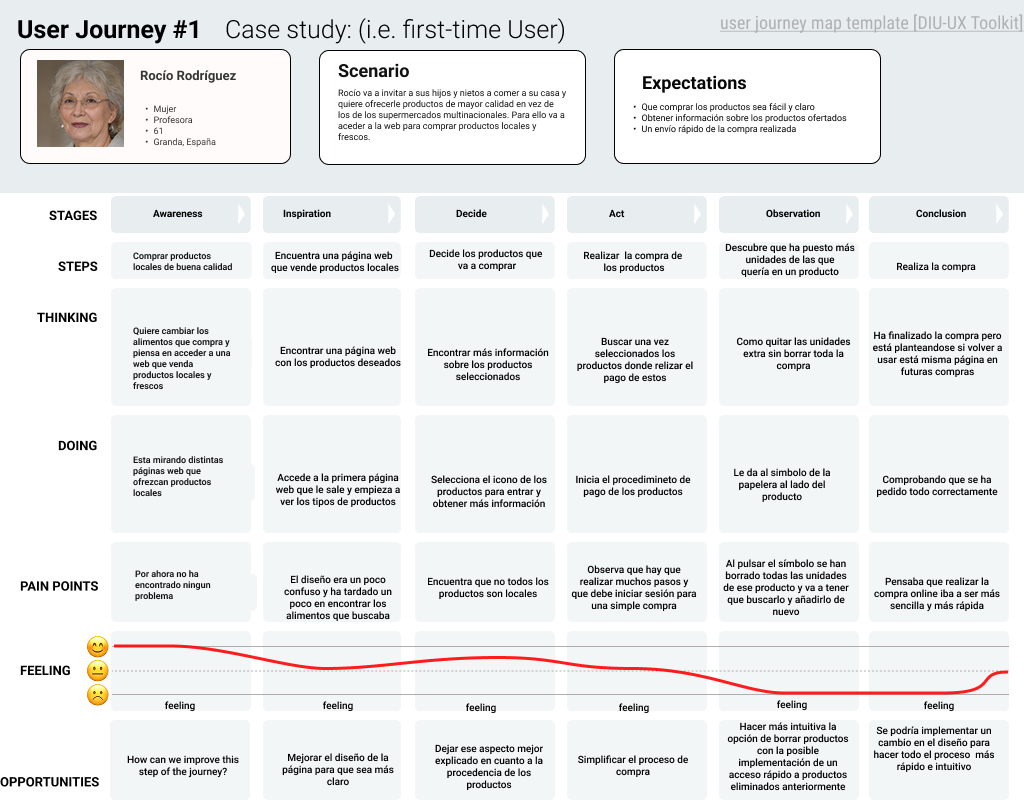 User Journey #1 Case study: (i.e. first-time User)
user journey map template [DIU-UX Toolkit]
Rocío Rodríguez
• Mujer
• Profesora
• 61
• Granda, España
Scenario
Rocío va a invitar a sus hijos y nietos a comer a su casa y
quiere ofrecerle productos de mayor calidad en vez de
los de los supermercados multinacionales. Para ello va a
aceder a la web para comprar productos locales y
frescos.
Expectations
• Que comprar los productos sea fácil y claro
• Obtener información sobre los productos ofertados
• Un envío rápido de la compra realizada
STAGES
Awareness
Inspiration
Decide
Act
Observation
Conclusion
STEPS
Comprar productos
locales de buena calidad
Encuentra una página web
que vende productos locales
Decide los productos que
va a comprar
Realizar la compra de
los productos
Descubre que ha puesto más
unidades de las que
quería en un producto
Realiza la compra
THINKING
Quiere cambiar los
alimentos que compra y
piensa en acceder a una
web que venda
productos locales y
frescos
Encontrar una página web
con los productos deseados
Encontrar más información
sobre los productos
seleccionados
Buscar una vez
seleccionados los
productos donde relizar el
pago de estos
Como quitar las unidades
extra sin borrar toda la
compra
Ha finalizado la compra pero
está planteandose si volver a
usar está misma página en
futuras compras
DOING
Esta mirando distintas
páginas web que
ofrezcan productos
locales
Accede a la primera página
web que le sale y empieza a
ver los tipos de productos
Selecciona el icono de los
productos para entrar y
obtener más información
Inicia el procedimineto de
pago de los productos
Le da al simbolo de la
papelera al lado del
producto
Comprobando que se ha
pedido todo correctamente
PAIN POINTS
Por ahora no ha
encontrado ningun
problema
El diseño era un poco
confuso y ha tardado un
poco en encontrar los
alimentos que buscaba
Encuentra que no todos los
productos son locales
Observa que hay que
realizar muchos pasos y
que debe iniciar sesión para
una simple compra
Al pulsar el símbolo se han
borrado todas las unidades
de ese producto y va a tener
que buscarlo y añadirlo de
nuevo
Pensaba que realizar la
compra online iba a ser más
sencilla y más rápida
FEELING
feeling
feeling
feeling
feeling
feeling
feeling
OPPORTUNITIES
How can we improve this
step of the journey?
Mejorar el diseño de la
página para que sea más
claro
Dejar ese aspecto mejor
explicado en cuanto a la
procedencia de los
productos
Simplificar el proceso de
compra
Hacer más intuitiva la
opción de borrar productos
con la posible
implementación de un
acceso rápido a productos
eliminados anteriormente
Se podría implementar un
cambio en el diseño para
hacer todo el proceso más
rápido e intuitivo